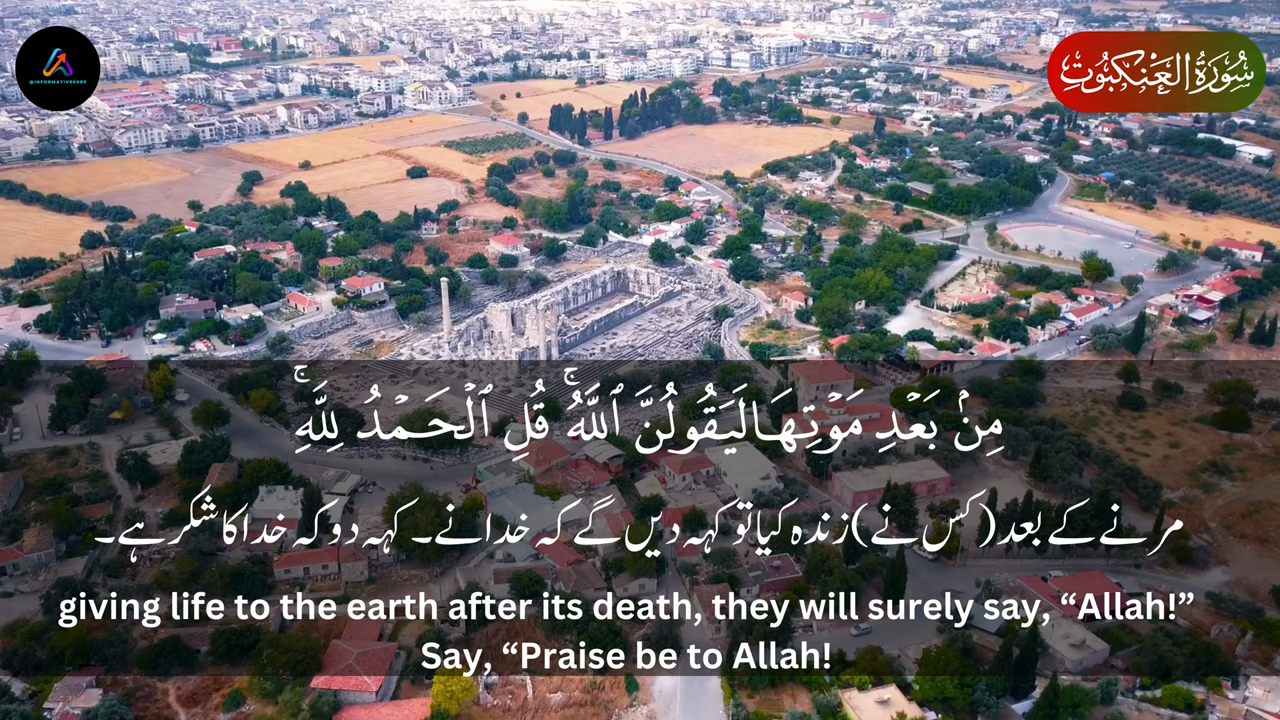 @INFORMATIVE6885
سُورَةُ الْعَنْكَبُوتِ
مِنۢ بَعۡدِ مَوۡتِهَا لَيَقُولُنَّ ٱللَّهُۚ قُلِ ٱلۡحَمۡدُ لِلَّهِۚ
مرنے کے بعد (کس نے) زندہ کیا تو کہہ دیں گے کہ خدا نے۔ کہہ دو کہ خدا کا شکر ہے۔
giving life to the earth after its death, they will surely say, “Allah!”
Say, “Praise be to Allah!